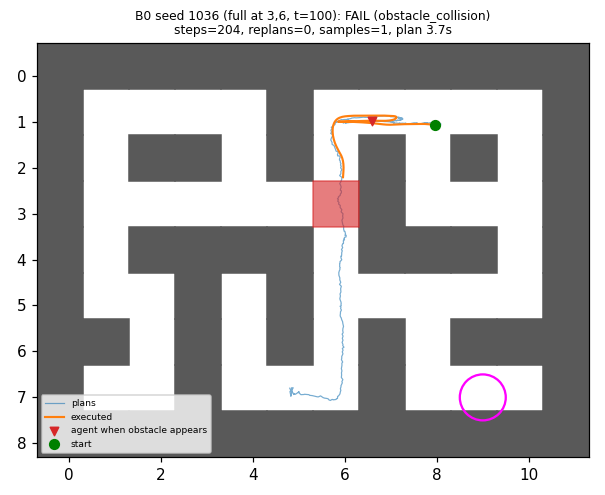 B0 seed 1036 (full at 3,6, t=100): FAIL (obstacle_collision)
steps=204, replans=0, samples=1, plan 3.7s
0
1
2
3
4
5
6
7
8
plans
executed
agent when obstacle appears
start
0
2
4
6
8
10